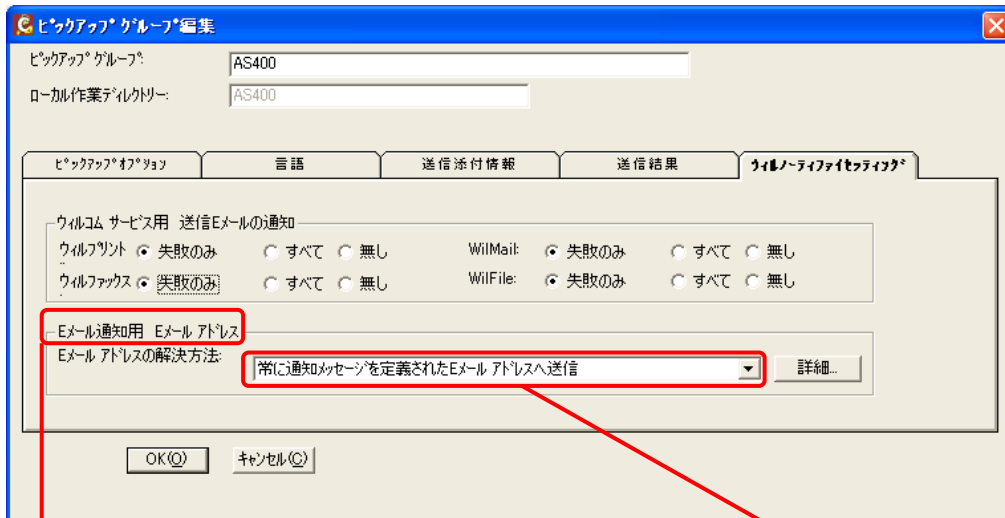 ﾋﾟｯｸｱｯﾌﾟ ｸﾞﾙｰﾌﾟ編集
ﾋﾟｯｸｱｯﾌﾟ ｸﾞﾙｰﾌﾟ: AS400
ﾛｰｶﾙ作業ﾃﾞｨﾚｸﾄﾘｰ: AS400
ﾋﾟｯｸｱｯﾌﾟｵﾌﾟｼｮﾝ 言語 送信添付情報 送信結果 ｳｨﾙﾉｰﾃｨﾌｧｲｾｯﾃｨﾝｸﾞ
ｳｨﾙｺﾑ ｻｰﾋﾞｽ用 送信Eﾒｰﾙの通知
ｳｨﾙﾌﾟﾘﾝﾄ 失敗のみ すべて 無し WilMail: 失敗のみ すべて 無し
ｳｨﾙﾌｧｯｸｽ 失敗のみ すべて 無し WilFile: 失敗のみ すべて 無し
Eﾒｰﾙ通知用 Eﾒｰﾙ ｱﾄﾞﾚｽ
Eﾒｰﾙ ｱﾄﾞﾚｽの解決方法: 常に通知ﾒｯｾｰｼﾞを定義されたEﾒｰﾙ ｱﾄﾞﾚｽへ送信 詳細...
OK(O) ｷｬﾝｾﾙ(C)